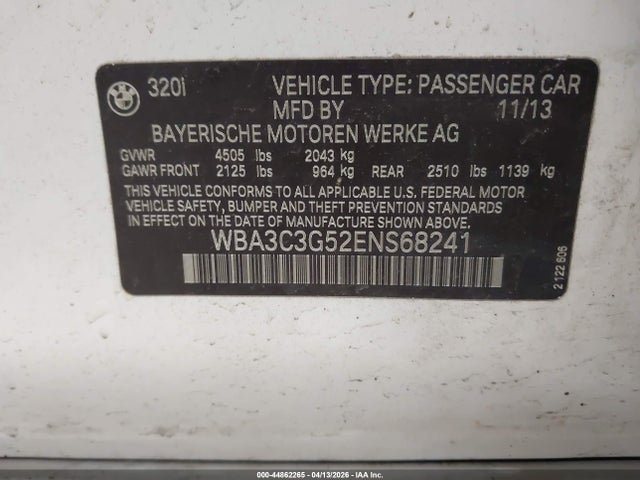 BMW
320i VEHICLE TYPE: PASSENGER CAR
MFD BY 11/13
BAYERISCHE MOTOREN WERKE AG
GVWR 4505 lbs 2043 kg
GAWR FRONT 2125 lbs 964 kg REAR 2510 lbs 1139 kg
THIS VEHICLE CONFORMS TO ALL APPLICABLE U.S. FEDERAL MOTOR
VEHICLE SAFETY, BUMPER AND THEFT PREVENTION STANDARDS
IN EFFECT ON THE DATE OF MANUFACTURE SHOWN ABOVE.
WBA3C3G52ENS68241
2 122 606
000-44862265 - 04/13/2026 - IAA Inc.